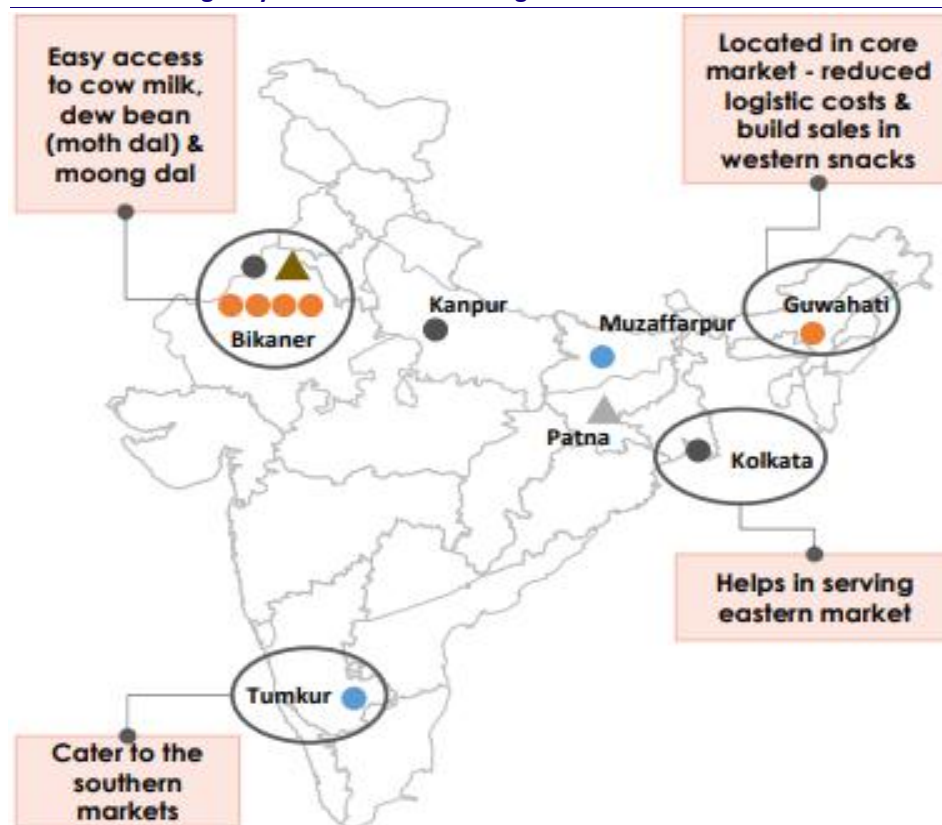 Easy access
to cow milk,
dew bean
(moth dal) &
moong dal
Located in core
market - reduced
logistic costs &
build sales in
western snacks
Kanpur
Muzaffarpur
Guwahati
Bikaner
Patna
Kolkata
Helps in serving
eastern market
Tumkur
Cater to the
southern
markets